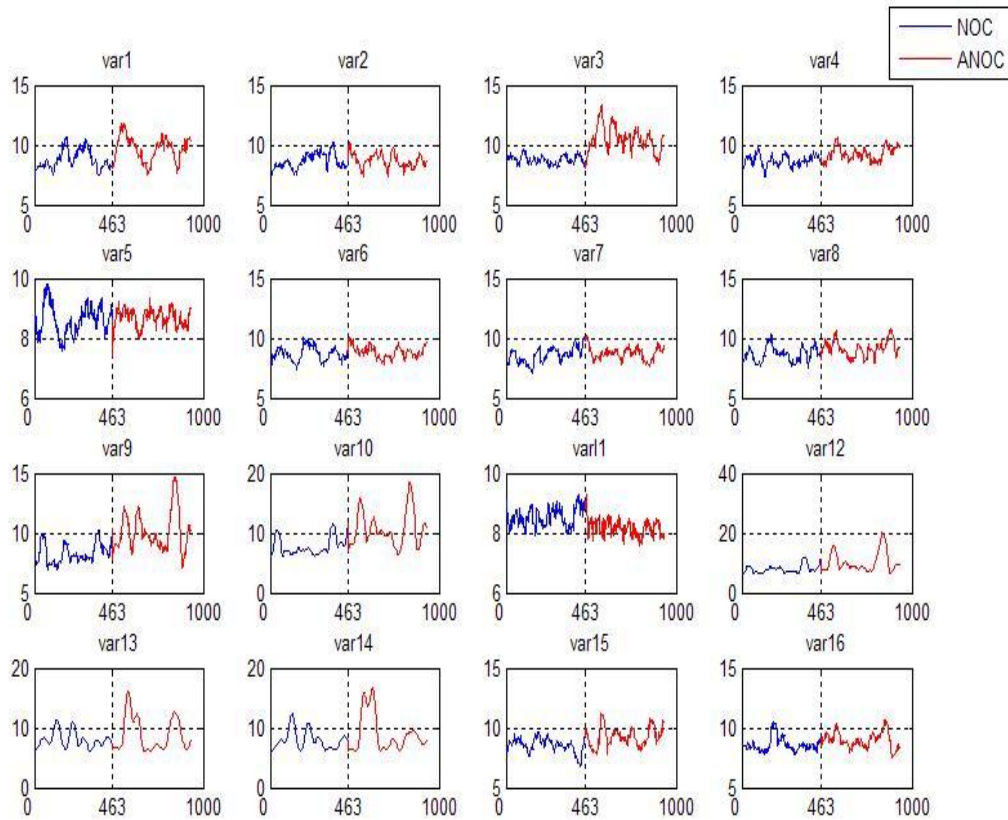 NOC
ANOC
var1 var2 var3 var4
15 15 15 15
10 10 10 10
5 5 5 5
0 463 1000 0 463 1000 0 463 1000 0 463 1000
var5 var6 var7 var8
10 15 15 15
8 10 10 10
6 5 5 5
0 463 1000 0 463 1000 0 463 1000 0 463 1000
var9 var10 varl1 var12
15 20 10 40
10 10 8 20
5 0 6 0
0 463 1000 0 463 1000 0 463 1000 0 463 1000
var13 var14 var15 var16
20 20 15 15
10 10 10 10
0 0 5 5
0 463 1000 0 463 1000 0 463 1000 0 463 1000